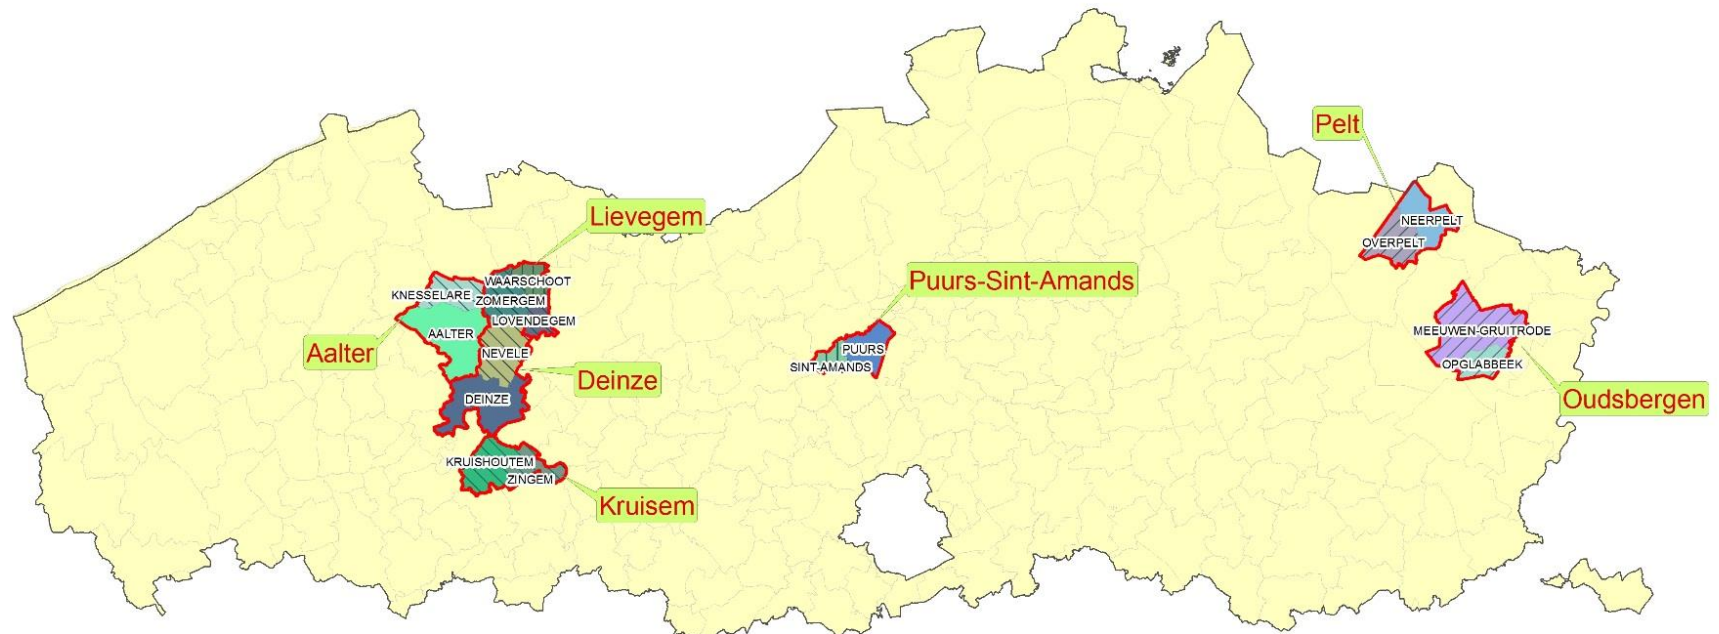 Pelt
Lievegem
NEERPELT
OVERPELT
Puurs-Sint-Amands
WAARSCHOOT
KNESSELARE
ZOMERGEM
LOVENDEGEM
AALTER
Aalter
NEVELE
MEEUWEN-GRUITRODE
PUURS
SINT-AMANDS
OPGLABBEEK
Deinze
DEINZE
Oudsbergen
KRUISHOUTEM
ZINGEM
Kruisem